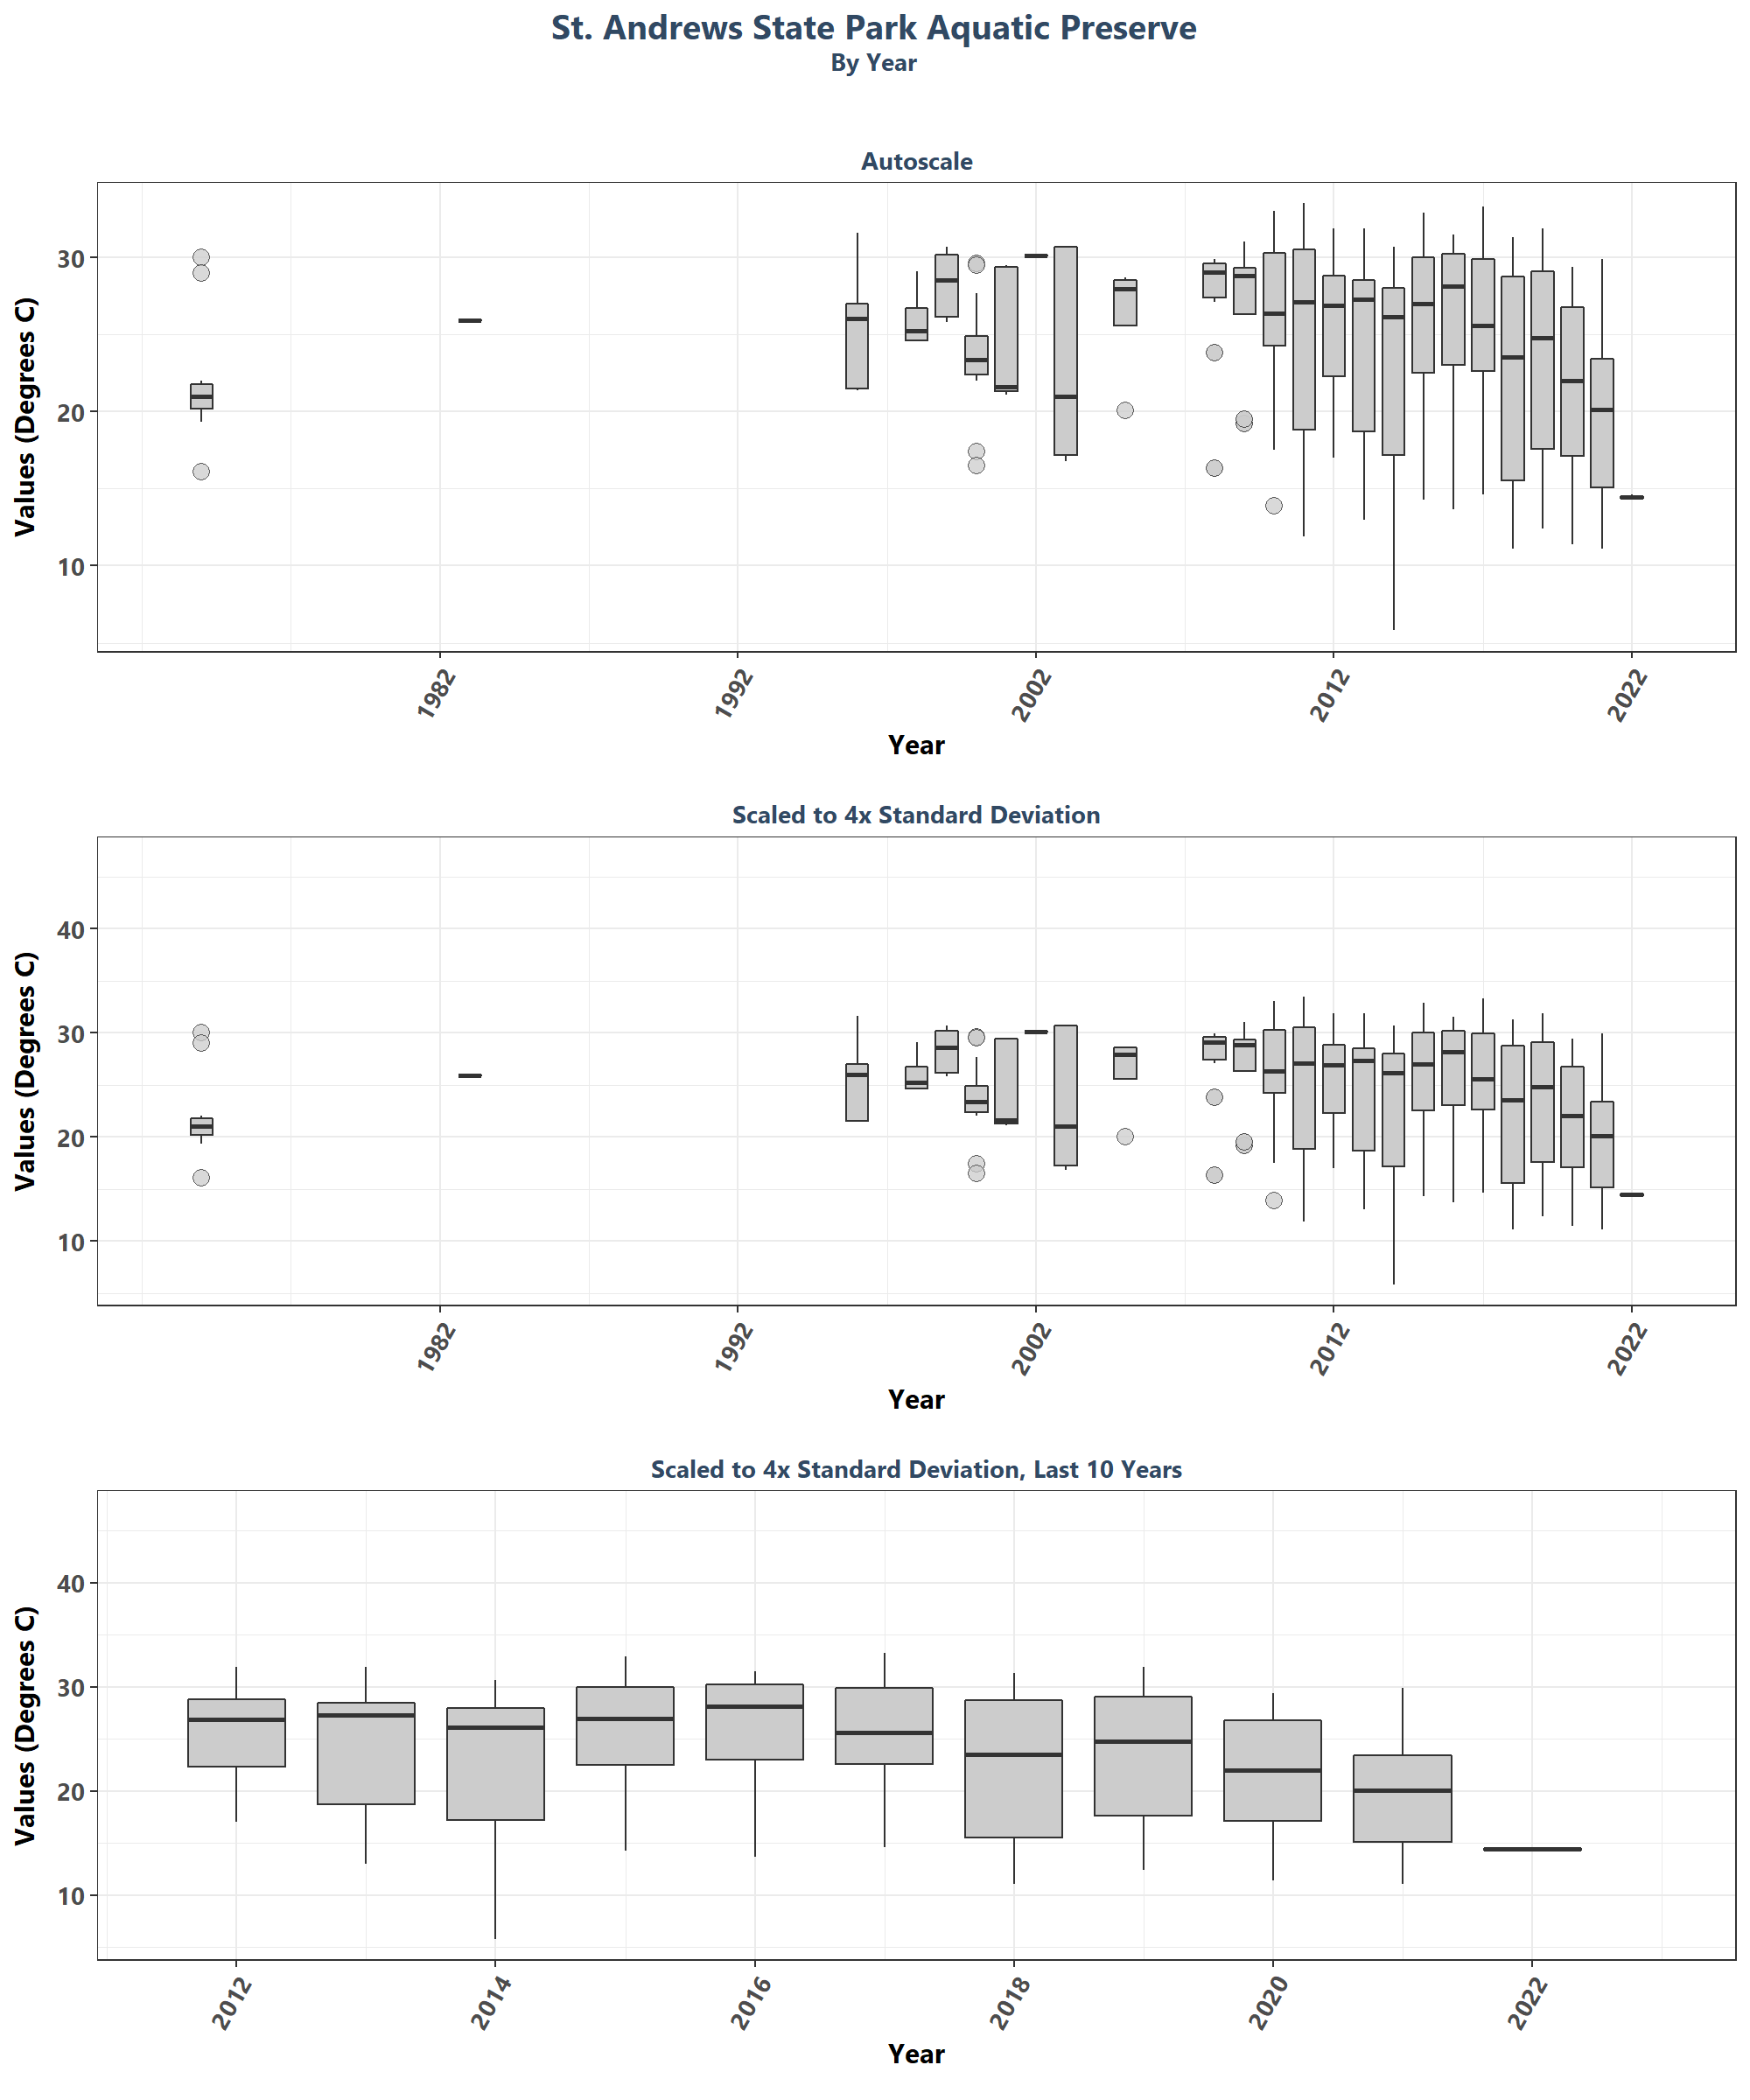 St. Andrews State Park Aquatic Preserve
By Year
Autoscale
Values (Degrees C)
30
20
10
1982
1992
2002
2012
2022
Year
Scaled to 4x Standard Deviation
Values (Degrees C)
40
30
20
10
1982
1992
2002
2012
2022
Year
Scaled to 4x Standard Deviation, Last 10 Years
Values (Degrees C)
40
30
20
10
2012
2014
2016
2018
2020
2022
Year